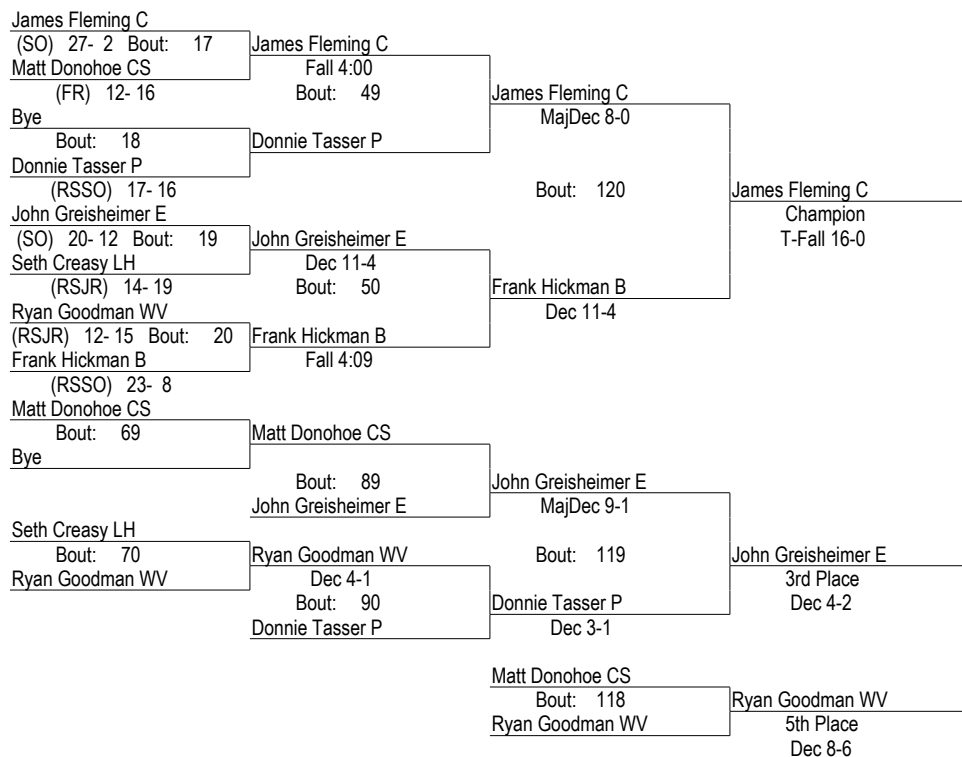 James Fleming C
(SO) 27- 2 Bout: 17
James Fleming C
Matt Donohoe CS
Fall 4:00
(FR) 12- 16
Bout: 49
James Fleming C
Bye
MajDec 8-0
Bout: 18
Donnie Tasser P
Donnie Tasser P
(RSSO) 17- 16
Bout: 120
James Fleming C
John Greisheimer E
Champion
(SO) 20- 12 Bout: 19
John Greisheimer E
T-Fall 16-0
Seth Creasy LH
Dec 11-4
(RSJR) 14- 19
Bout: 50
Frank Hickman B
Ryan Goodman WV
Dec 11-4
(RSJR) 12- 15 Bout: 20
Frank Hickman B
Frank Hickman B
Fall 4:09
(RSSO) 23- 8
Matt Donohoe CS
Bout: 69
Matt Donohoe CS
Bye
Bout: 89
John Greisheimer E
John Greisheimer E
MajDec 9-1
Seth Creasy LH
Bout: 70
Ryan Goodman WV
Bout: 119
John Greisheimer E
Ryan Goodman WV
Dec 4-1
3rd Place
Bout: 90
Donnie Tasser P
Dec 4-2
Donnie Tasser P
Dec 3-1
Matt Donohoe CS
Bout: 118
Ryan Goodman WV
Ryan Goodman WV
5th Place
Dec 8-6